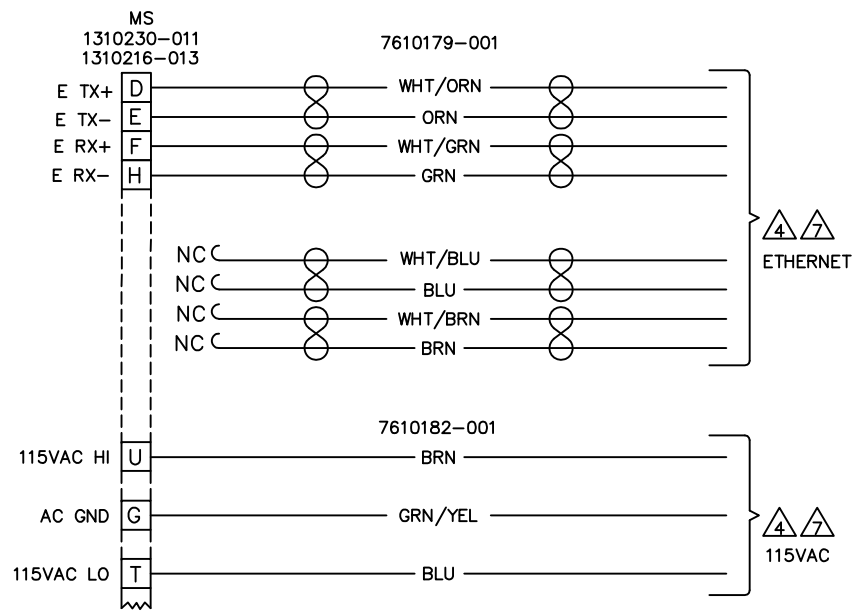 MS
1310230-011
1310216-013
7610179-001
E TX+ D WHT/ORN
E TX- E ORN
E RX+ F WHT/GRN
E RX- H GRN
4 7
ETHERNET
NC WHT/BLU
NC BLU
NC WHT/BRN
NC BRN
7610182-001
115VAC HI U BRN
AC GND G GRN/YEL
4 7
115VAC
115VAC LO T BLU